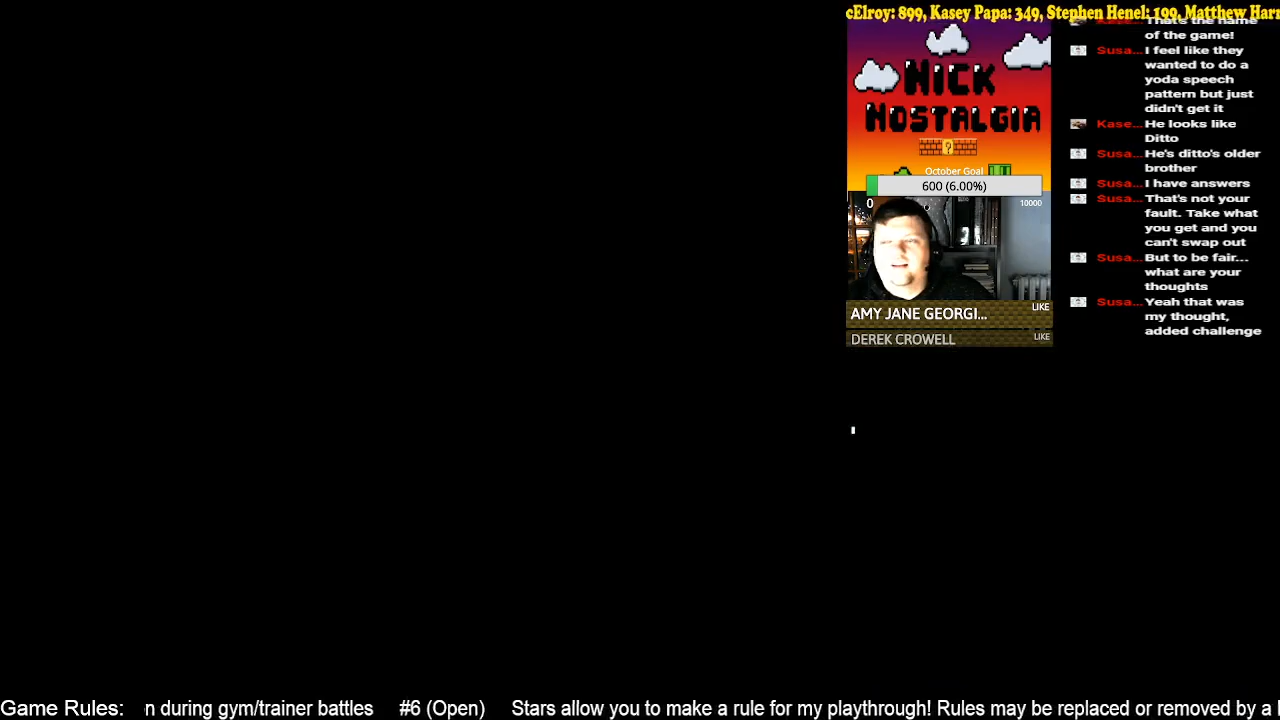 cElroy: 899, Kasey Papa: 349, Stephen Henel: 199, Matthew Harr
NICK
NOSTALGIA
?
October Goal
600 (6.00%)
0
10000
AMY JANE GEORGI...
LIKE
DEREK CROWELL
LIKE
Kase... That's the name
of the game!
Susa... I feel like they
wanted to do a
yoda speech
pattern but just
didn't get it
Kase... He looks like
Ditto
Susa... He's ditto's older
brother
Susa... I have answers
Susa... That's not your
fault. Take what
you get and you
can't swap out
Susa... But to be fair...
what are your
thoughts
Susa... Yeah that was
my thought,
added challenge
Game Rules: n during gym/trainer battles #6 (Open) Stars allow you to make a rule for my playthrough! Rules may be replaced or removed by a l